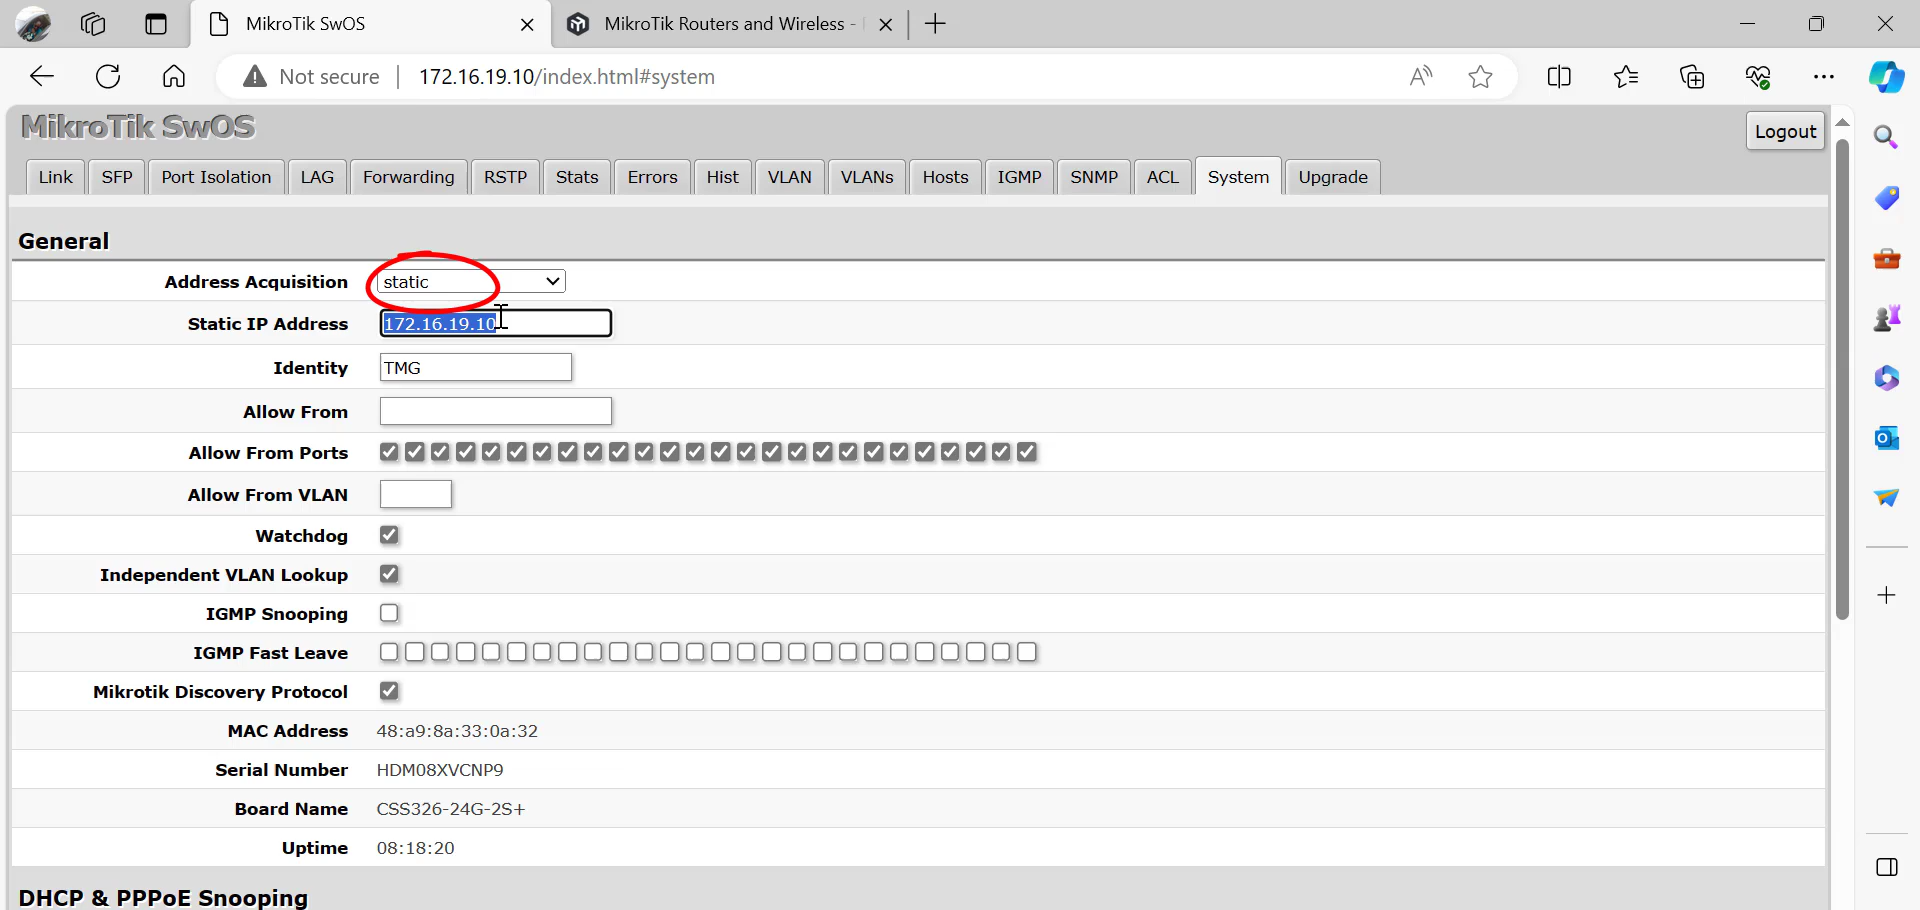 MikroTik SwOS
MikroTik Routers and Wireless -
Not secure
172.16.19.10/index.html#system
MikroTik SwOS
Logout
Link SFP Port Isolation LAG Forwarding RSTP Stats Errors Hist VLAN VLANs Hosts IGMP SNMP ACL System Upgrade
General
Address Acquisition static
Static IP Address 172.16.19.10
Identity TMG
Allow From
Allow From Ports
Allow From VLAN
Watchdog
Independent VLAN Lookup
IGMP Snooping
IGMP Fast Leave
Mikrotik Discovery Protocol
MAC Address 48:a9:8a:33:0a:32
Serial Number HDM08XVCNP9
Board Name CSS326-24G-2S+
Uptime 08:18:20
DHCP & PPPoE Snooping